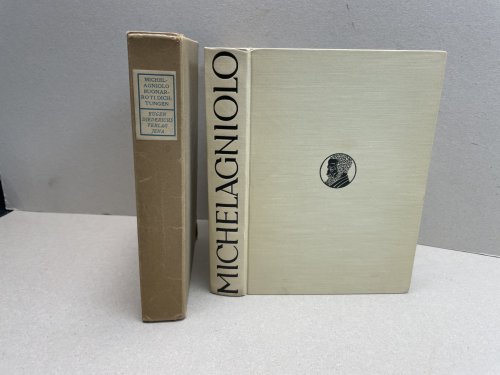 MICHEL-
AGNIOLO
BUONAR-
ROTI DICH-
TUNGEN
EUGEN
DIEDERICHS
VERLAG
JENA
MICHELAGNIOLO